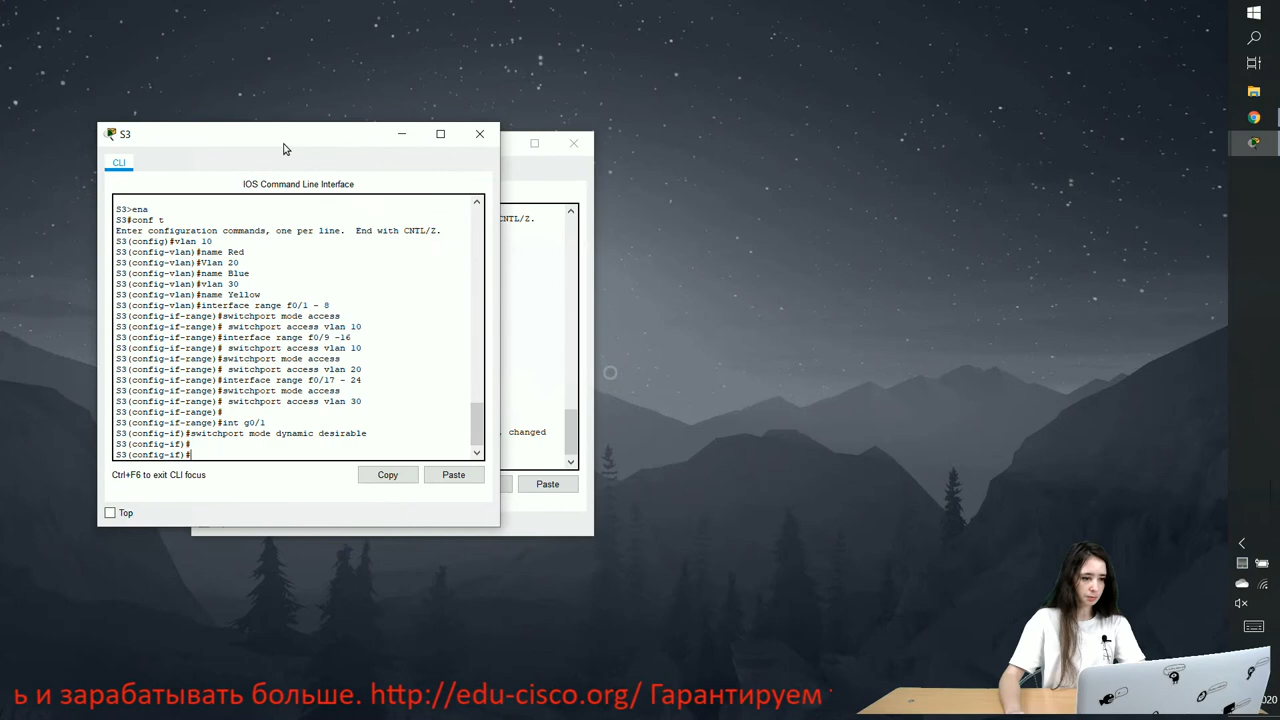 S3
CLI
IOS Command Line Interface
S3>ena
S3#conf t
Enter configuration commands, one per line.  End with CNTL/Z.
S3(config)#vlan 10
S3(config-vlan)#name Red
S3(config-vlan)#Vlan 20
S3(config-vlan)#name Blue
S3(config-vlan)#vlan 30
S3(config-vlan)#name Yellow
S3(config-vlan)#interface range f0/1 - 8
S3(config-if-range)#switchport mode access
S3(config-if-range)# switchport access vlan 10
S3(config-if-range)#interface range f0/9 -16
S3(config-if-range)# switchport access vlan 10
S3(config-if-range)#switchport mode access
S3(config-if-range)# switchport access vlan 20
S3(config-if-range)#interface range f0/17 - 24
S3(config-if-range)#switchport mode access
S3(config-if-range)# switchport access vlan 30
S3(config-if-range)#
S3(config-if-range)#int g0/1
S3(config-if)#switchport mode dynamic desirable
S3(config-if)#
S3(config-if)#
Ctrl+F6 to exit CLI focus
Copy
Paste
Top
CNTL/Z.
changed
Paste
ь и зарабатывать больше. http://edu-cisco.org/ Гарантируем